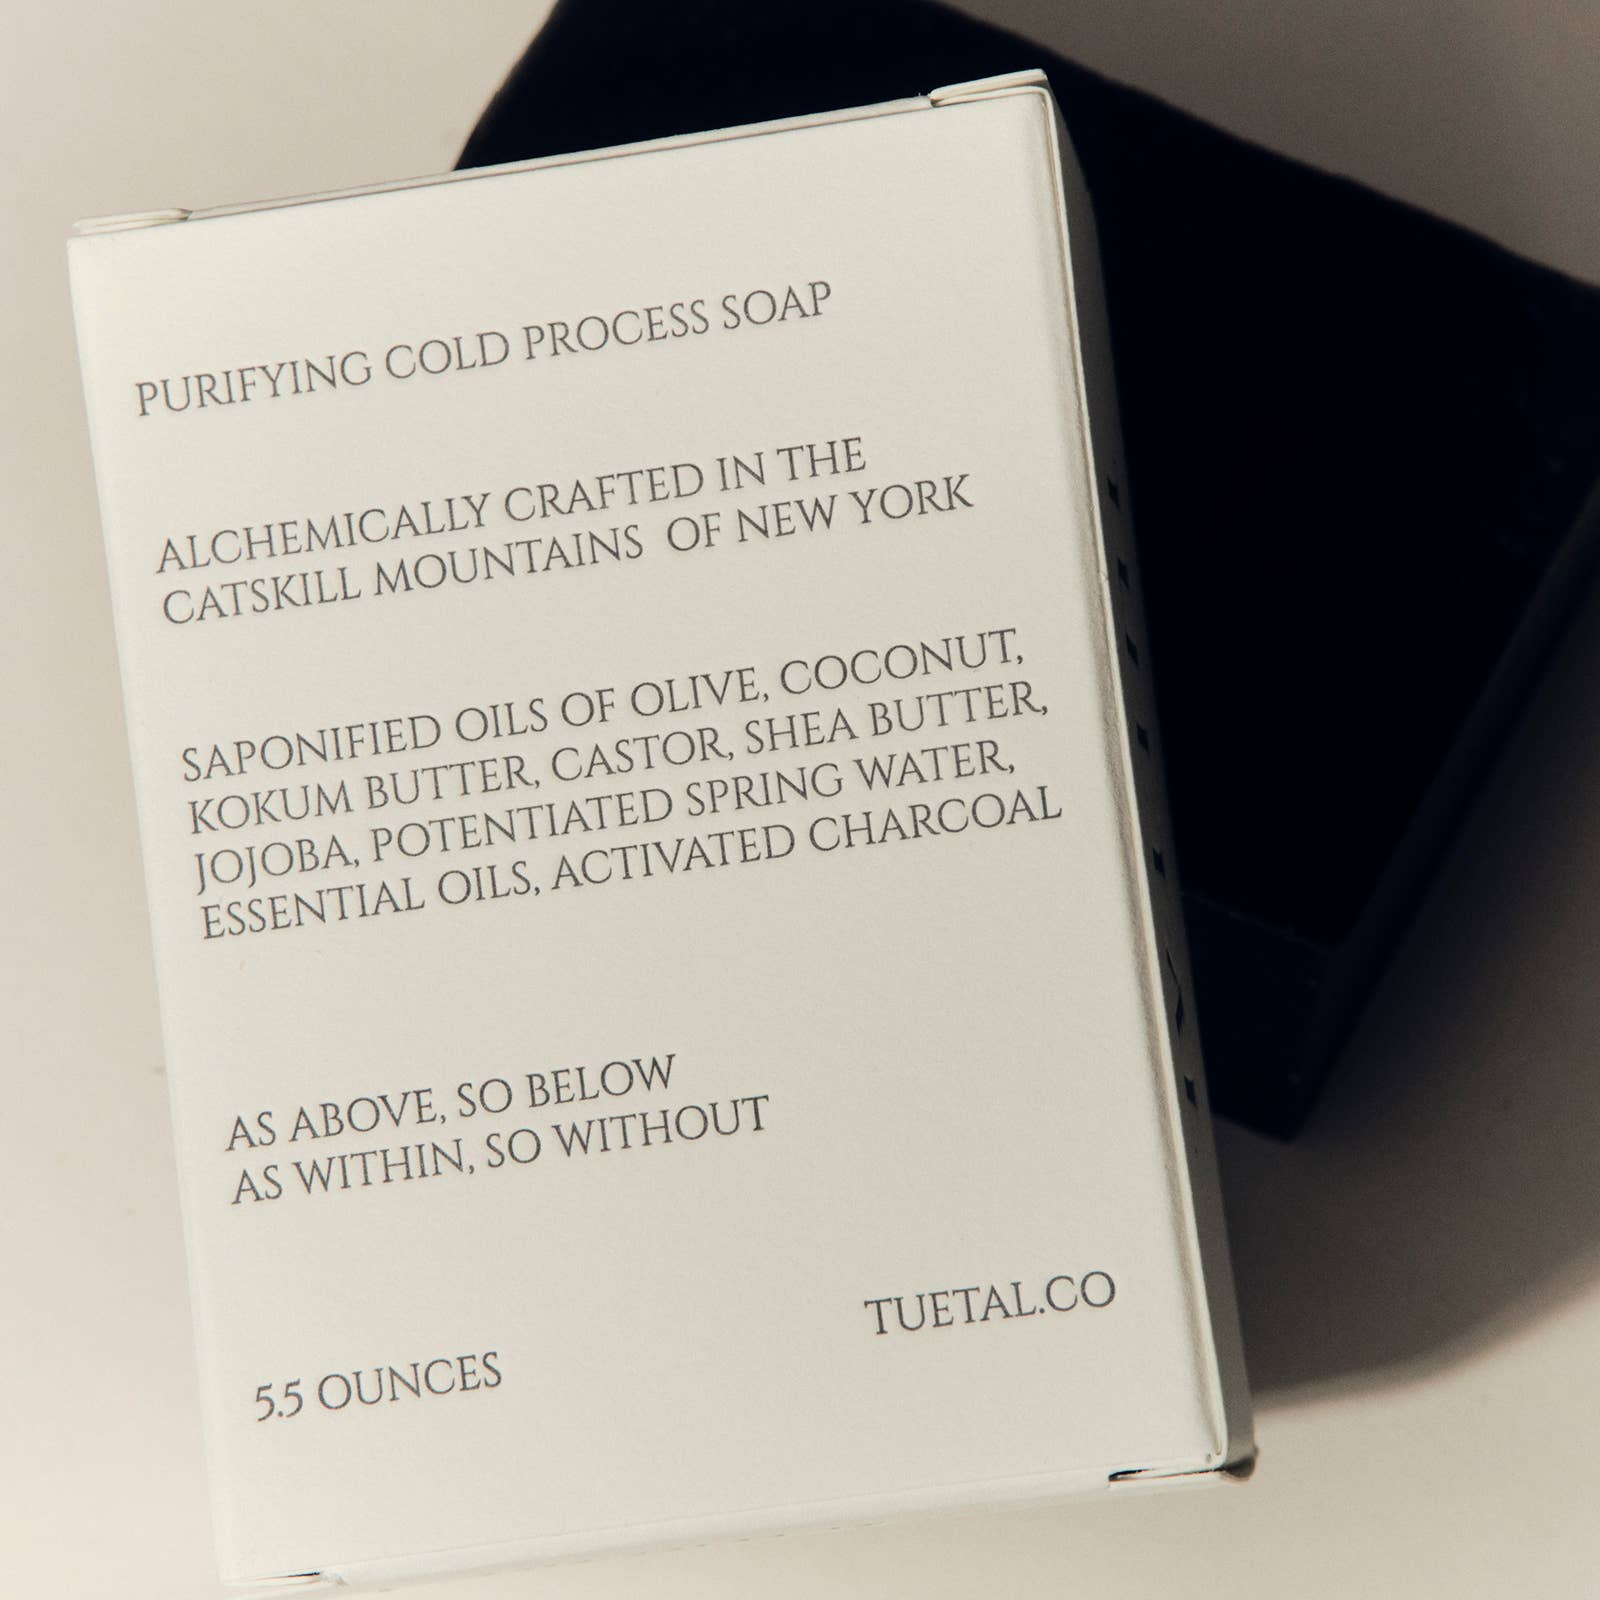 PURIFYING COLD PROCESS SOAP
ALCHEMICALLY CRAFTED IN THE
CATSKILL MOUNTAINS OF NEW YORK
SAPONIFIED OILS OF OLIVE, COCONUT,
KOKUM BUTTER, CASTOR, SHEA BUTTER,
JOJOBA, POTENTIATED SPRING WATER,
ESSENTIAL OILS, ACTIVATED CHARCOAL
AS ABOVE, SO BELOW
AS WITHIN, SO WITHOUT
TUETAL.CO
5.5 OUNCES